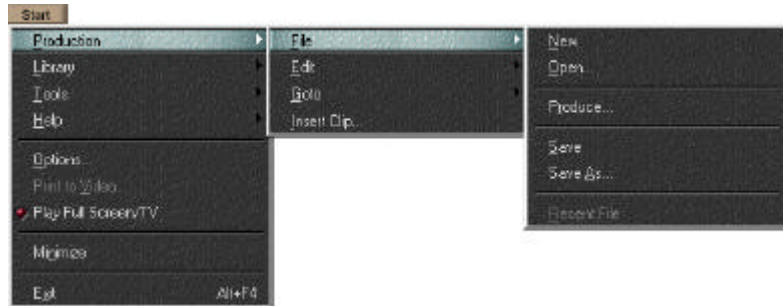 Start
Production
Library
Tools
Help
Options...
Print to Video...
Play Full Screen/TV
Minimize
Exit Alt+F4
File
Edit
Goto
Insert Clip...
New
Open...
Produce...
Save
Save As...
Recent File